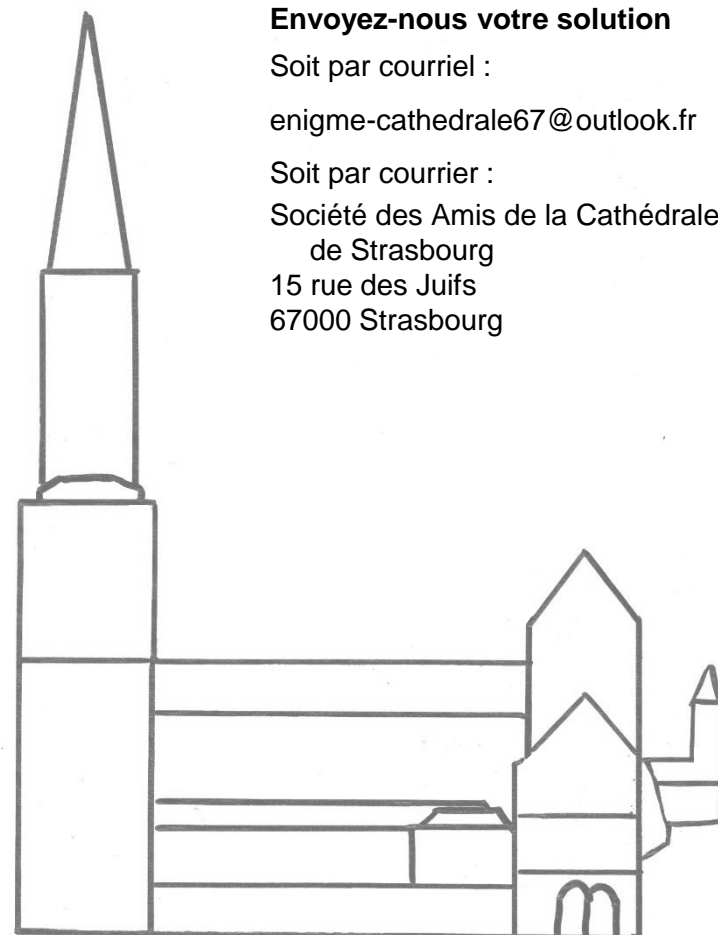 Envoyez-nous votre solution
Soit par courriel :
enigme-cathedrale67@outlook.fr
Soit par courrier :
Société des Amis de la Cathédrale
de Strasbourg
15 rue des Juifs
67000 Strasbourg